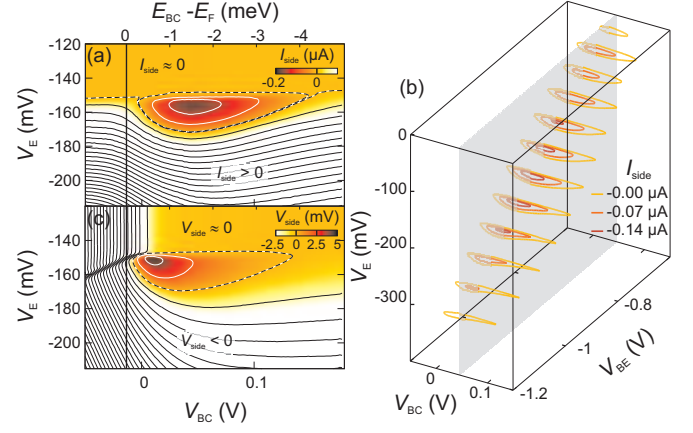 E_BC -E_F (meV)
0 -1 -2 -3 -4
(a)
I_side ≈ 0
I_side (μA)
-0.2 0
-120
-140
-160
-180
-200
V_E (mV)
I_side > 0
(c)
V_side ≈ 0
V_side (mV)
-2.5 0 2.5 5
-140
-160
-180
-200
V_E (mV)
V_side < 0
0 0.1
V_BC (V)
(b)
0
-100
-200
-300
V_E (mV)
I_side
-0.00 μA
-0.07 μA
-0.14 μA
0 0.1
V_BC (V)
-1.2
-1
-0.8
V_BE (V)